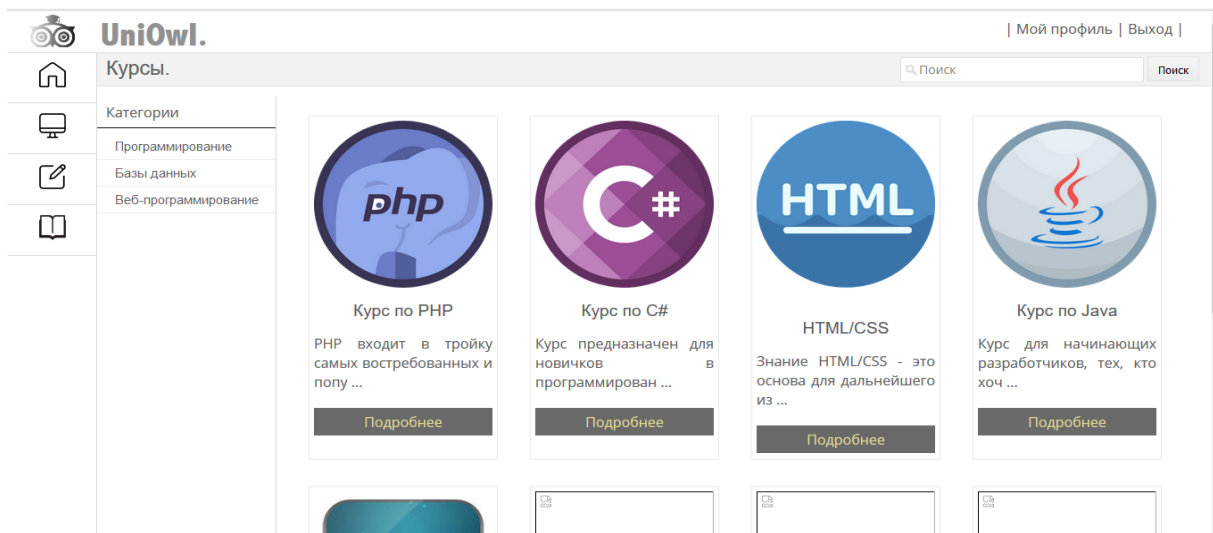 UniOwl.
| Мой профиль | Выход |
Курсы.
Поиск
Поиск
Категории
Программирование
Базы данных
Веб-программирование
php
Курс по PHP
PHP входит в тройку
самых востребованных и
попу ...
Подробнее
C#
Курс по C#
Курс предназначен для
новичков в
программирован ...
Подробнее
HTML
HTML/CSS
Знание HTML/CSS - это
основа для дальнейшего
из ...
Подробнее
Курс по Java
Курс для начинающих
разработчиков, тех, кто
хоч ...
Подробнее